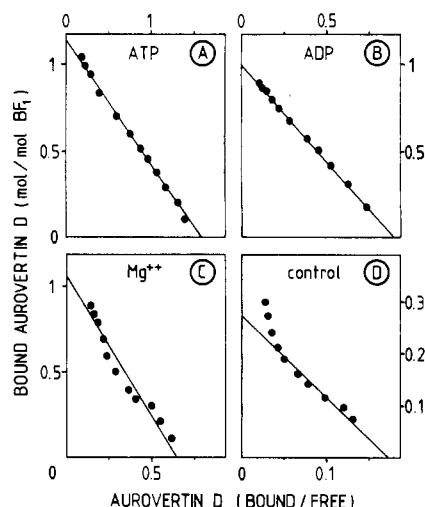 0 1
0 0.5
ATP A
ADP B
1
0.5
0
1
0.5
0
Mg++ C
control D
1
0.5
0
0.3
0.2
0.1
0.5
0 0.1
BOUND AUROVERTIN D (mol/mol BF1)
AUROVERTIN D (BOUND/FREE)